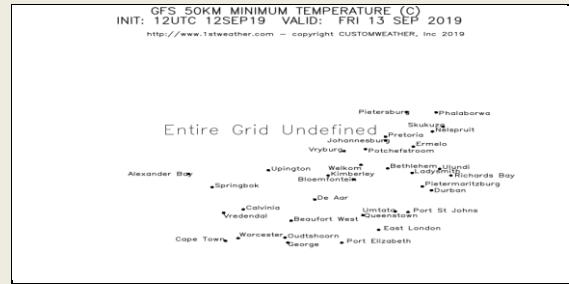 GFS 50KM MINIMUM TEMPERATURE (C)
INIT: 12UTC 12SEP19 VALID: FRI 13 SEP 2019
http://www.1stweather.com – copyright CUSTOMWEATHER, Inc 2019
Pietersburg
Phalaborwa
Entire Grid Undefined
Skukuza
Nelspruit
Pretoria
Johannesburg
Ermelo
Vryburg
Potchefstroom
Welkom
Bethlehem
Ulundi
Upington
Kimberley
Ladysmith
Alexander Bay
Bloemfontein
Richards Bay
Springbok
Pietermaritzburg
Durban
De Aar
Calvinia
Umtata
Port St Johns
Vredendal
Queenstown
Beaufort West
East London
Cape Town
Worcester
Oudtshoorn
George
Port Elizabeth